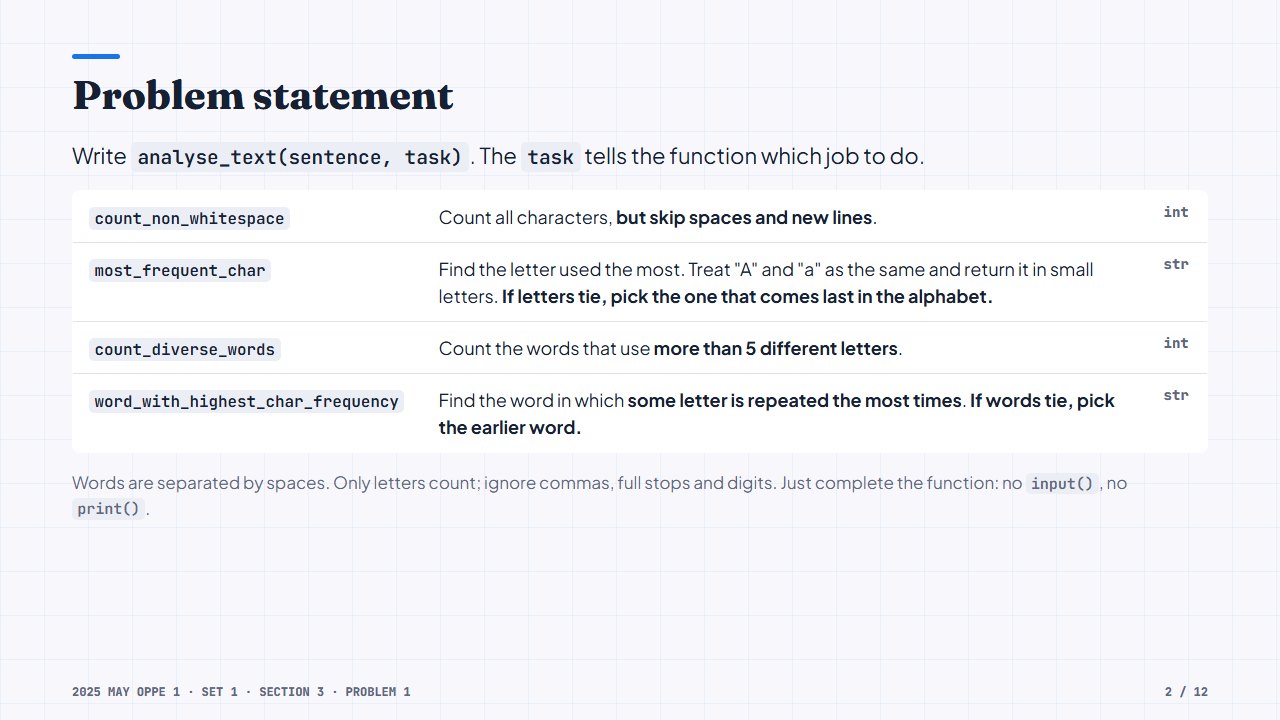 Problem statement
Write analyse_text(sentence, task). The task tells the function which job to do.
count_non_whitespace Count all characters, but skip spaces and new lines. int
most_frequent_char Find the letter used the most. Treat "A" and "a" as the same and return it in small str
letters. If letters tie, pick the one that comes last in the alphabet.
count_diverse_words Count the words that use more than 5 different letters. int
word_with_highest_char_frequency Find the word in which some letter is repeated the most times. If words tie, pick str
the earlier word.
Words are separated by spaces. Only letters count; ignore commas, full stops and digits. Just complete the function: no input(), no
print().
2025 MAY OPPE 1 · SET 1 · SECTION 3 · PROBLEM 1 2 / 12